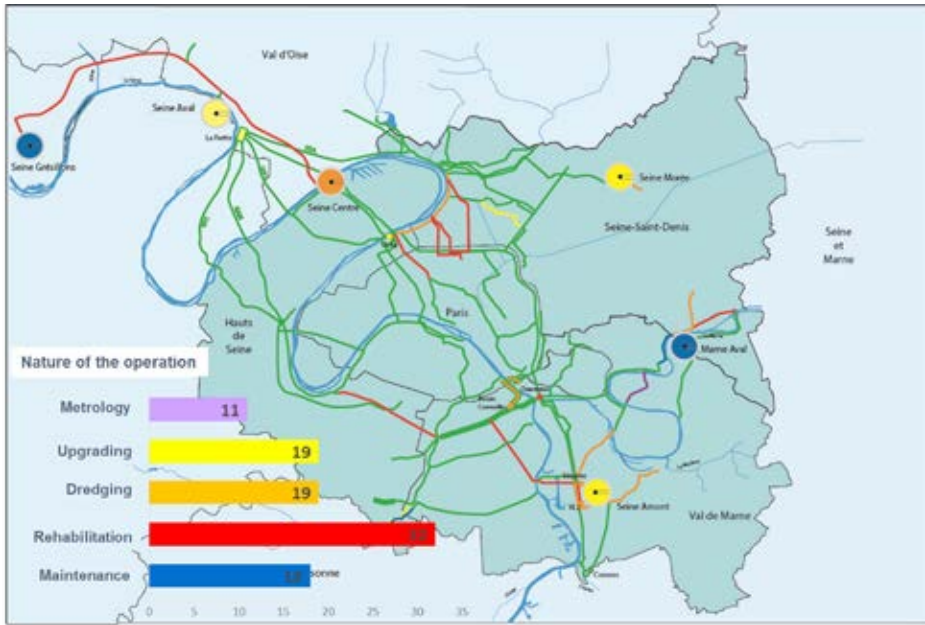 Val d'Oise
Seine Aval
Seine Grésillons
Seine Centre
Seine Morée
Seine-Saint-Denis
Seine
et
Marne
Hauts
de
Seine
Paris
Marne Aval
Nature of the operation
Metrology 11
Upgrading 19
Dredging 19
Rehabilitation
Maintenance 18
Seine Amont
Val de Marne
sonne
0 5 10 15 20 25 30 35